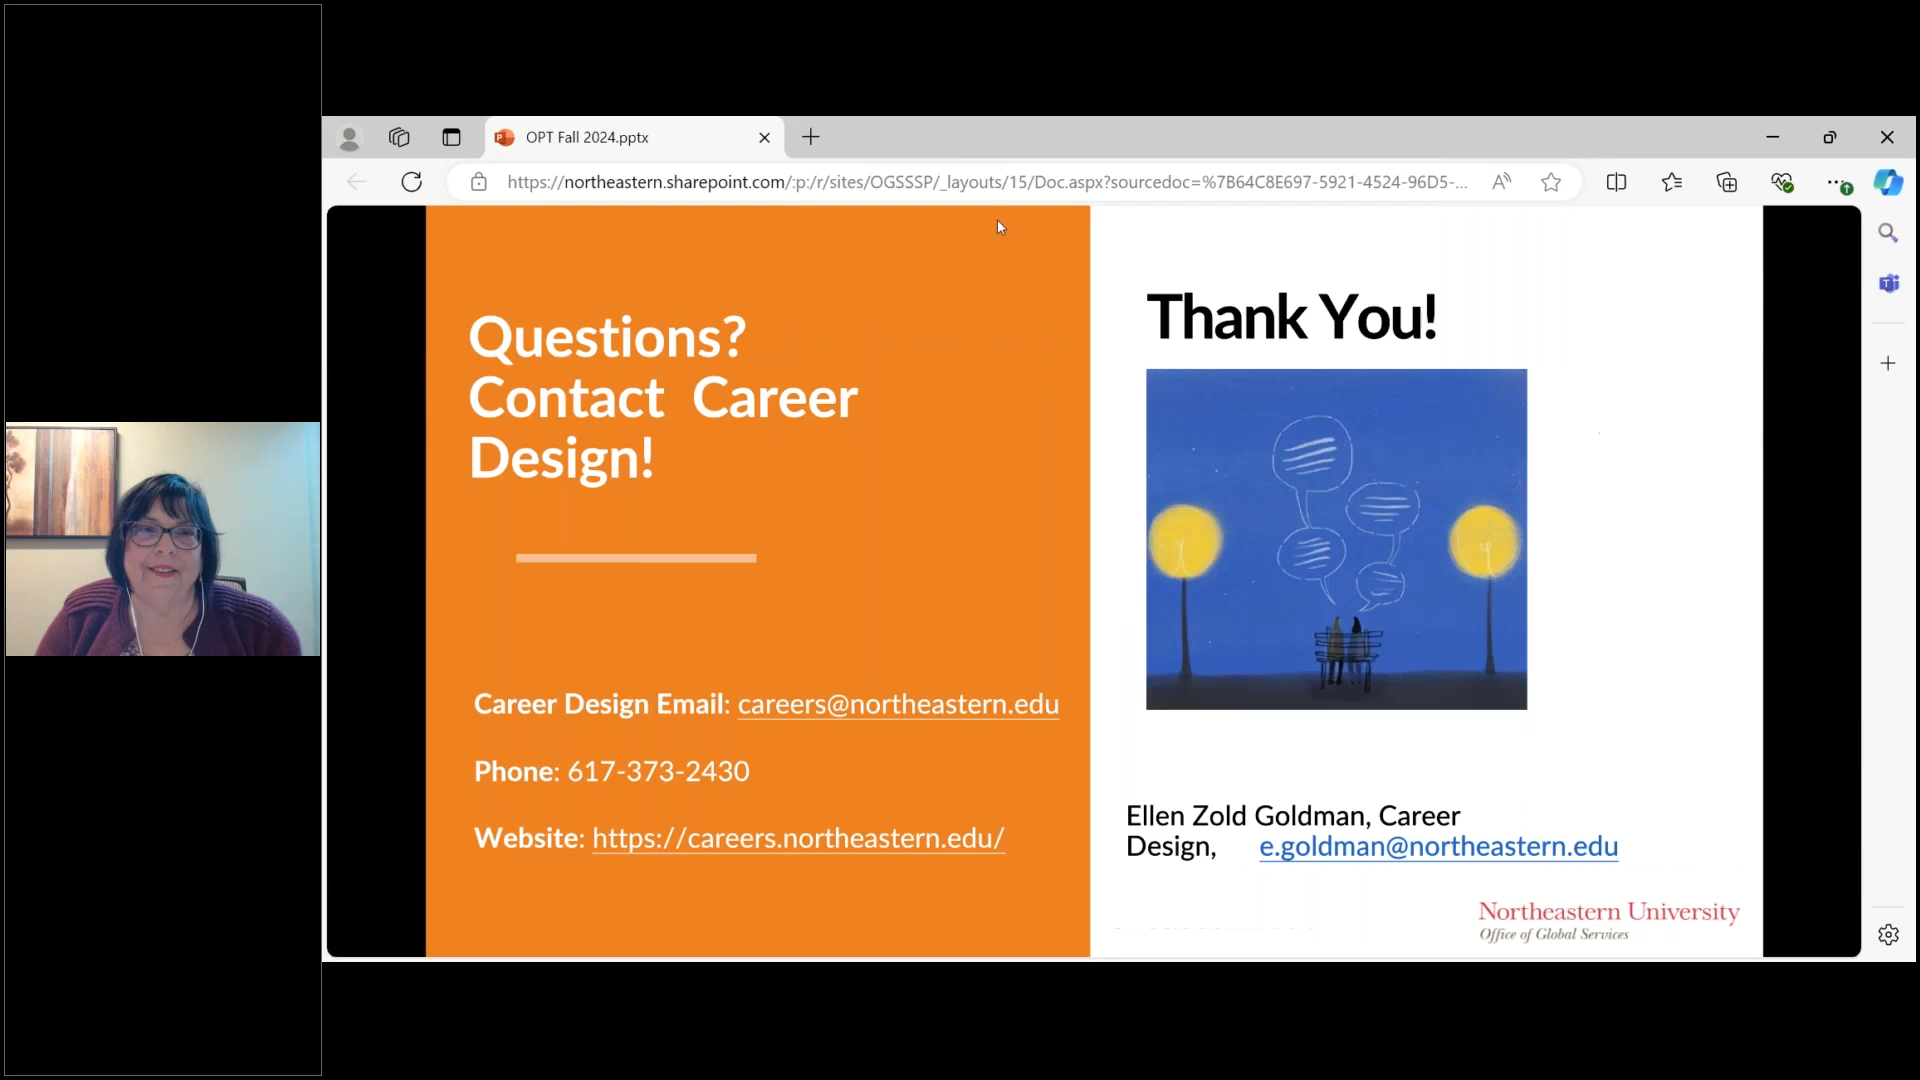 OPT Fall 2024.pptx
https://northeastern.sharepoint.com/:p:/r/sites/OGSSSP/_layouts/15/Doc.aspx?sourcedoc=%7B64C8E697-5921-4524-96D5-...
Questions?
Contact Career
Design!
Career Design Email: careers@northeastern.edu
Phone: 617-373-2430
Website: https://careers.northeastern.edu/
Thank You!
Ellen Zold Goldman, Career
Design, e.goldman@northeastern.edu
Northeastern University
Office of Global Services